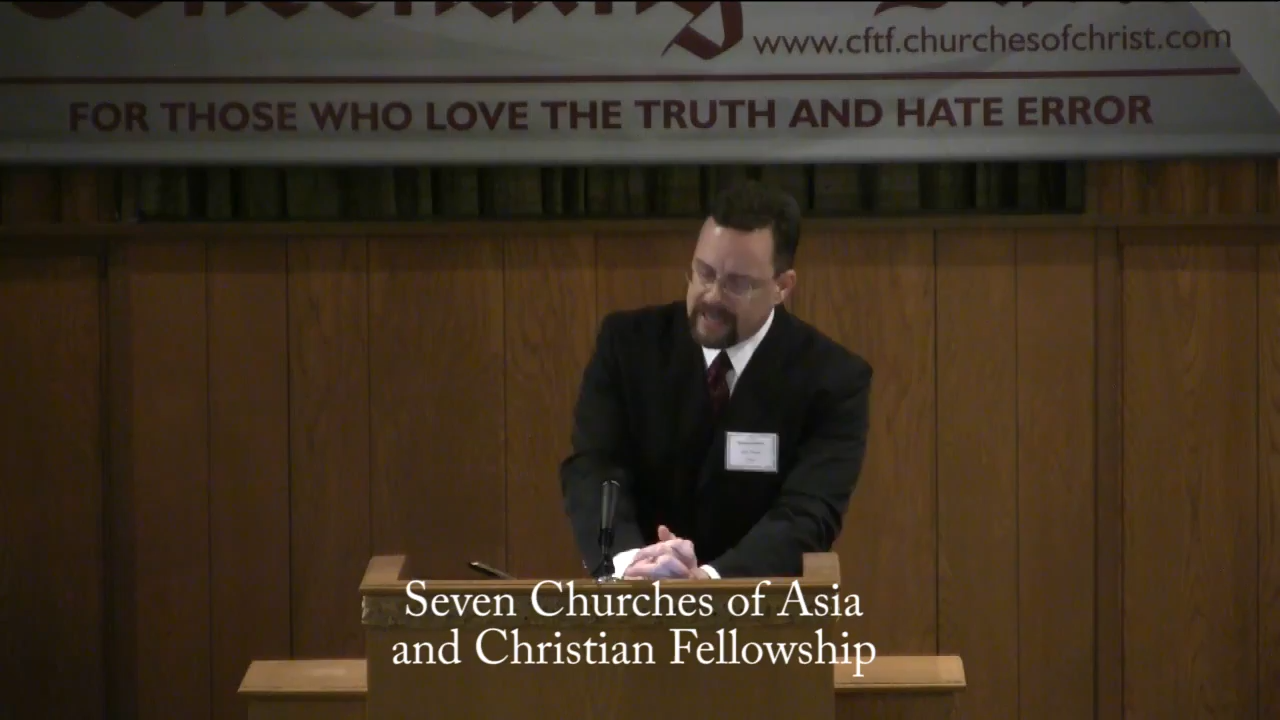 www.cftf.churchesofchrist.com
FOR THOSE WHO LOVE THE TRUTH AND HATE ERROR
Seven Churches of Asia
and Christian Fellowship